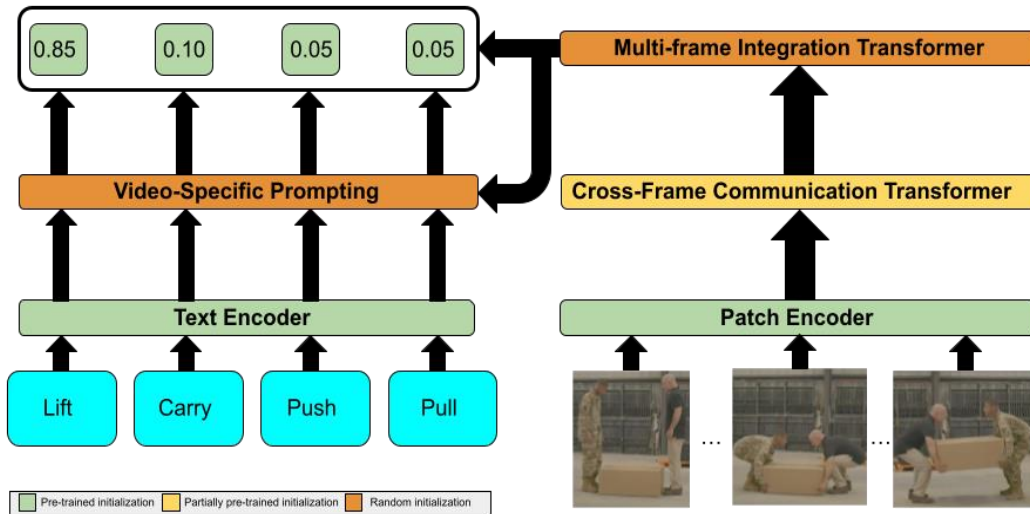 0.85 0.10 0.05 0.05
Multi-frame Integration Transformer
Video-Specific Prompting
Cross-Frame Communication Transformer
Text Encoder
Patch Encoder
Lift Carry Push Pull
... ...
Pre-trained initialization Partially pre-trained initialization Random initialization